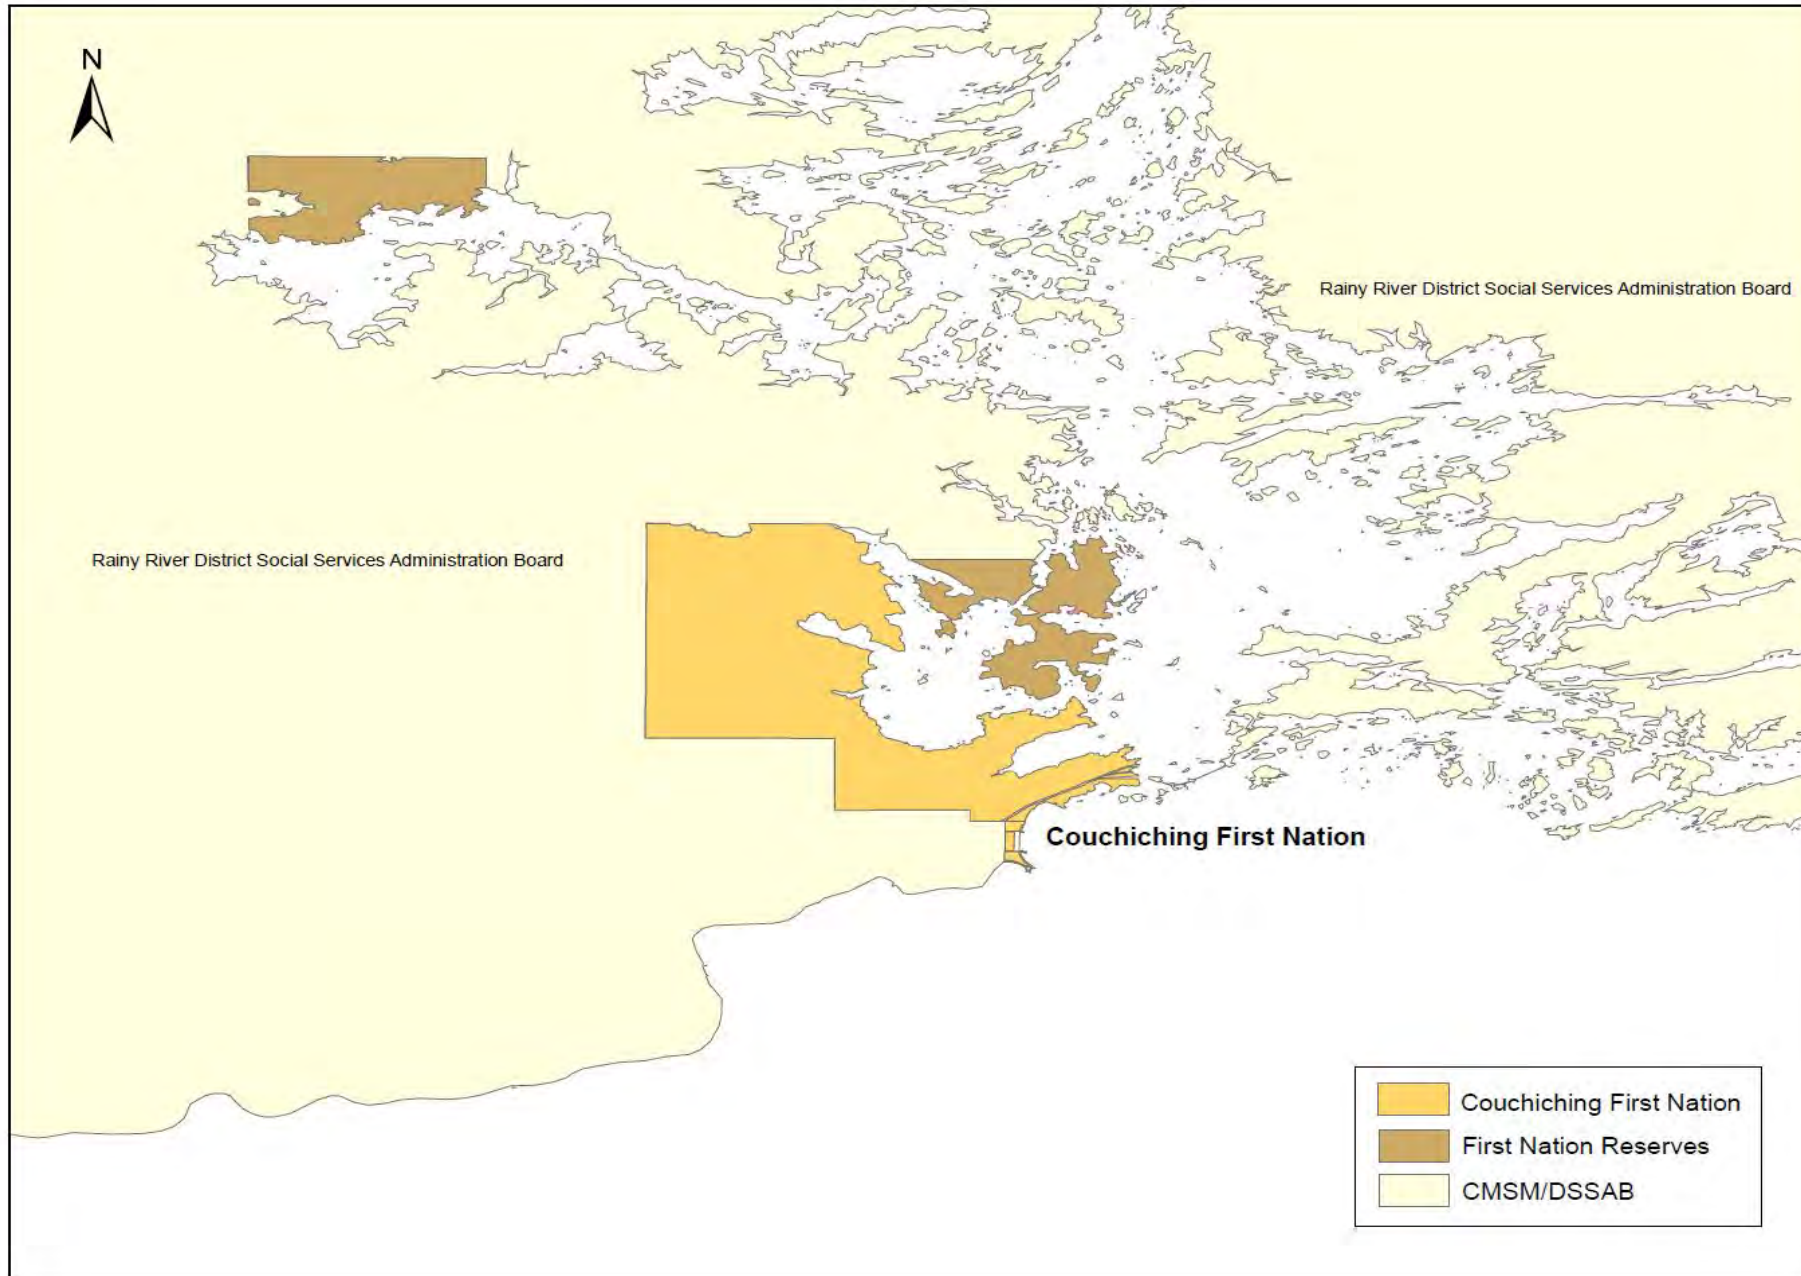 N
Rainy River District Social Services Administration Board
Rainy River District Social Services Administration Board
Couchiching First Nation
Couchiching First Nation
First Nation Reserves
CMSM/DSSAB